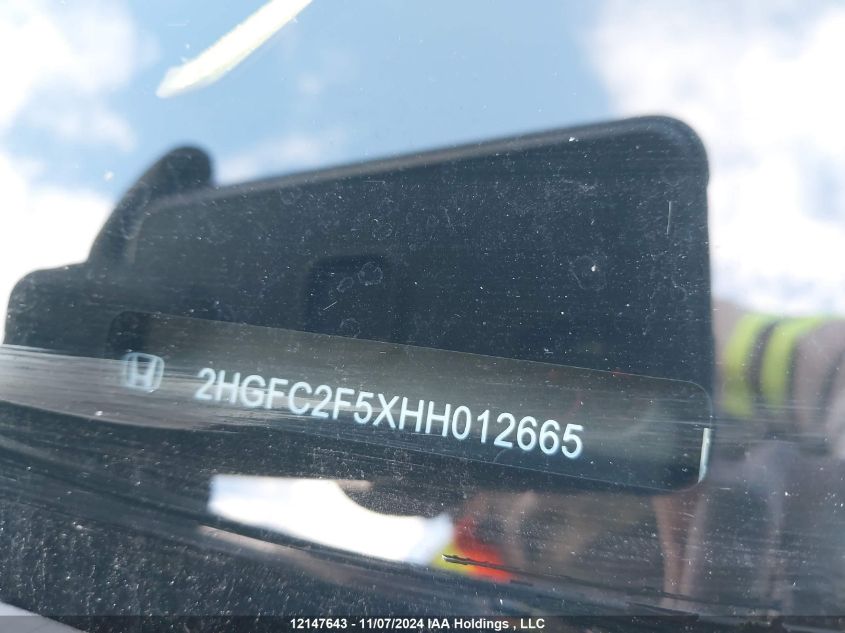 2HGFC2F5XHH012665
12147643 - 11/07/2024 IAA Holdings , LLC